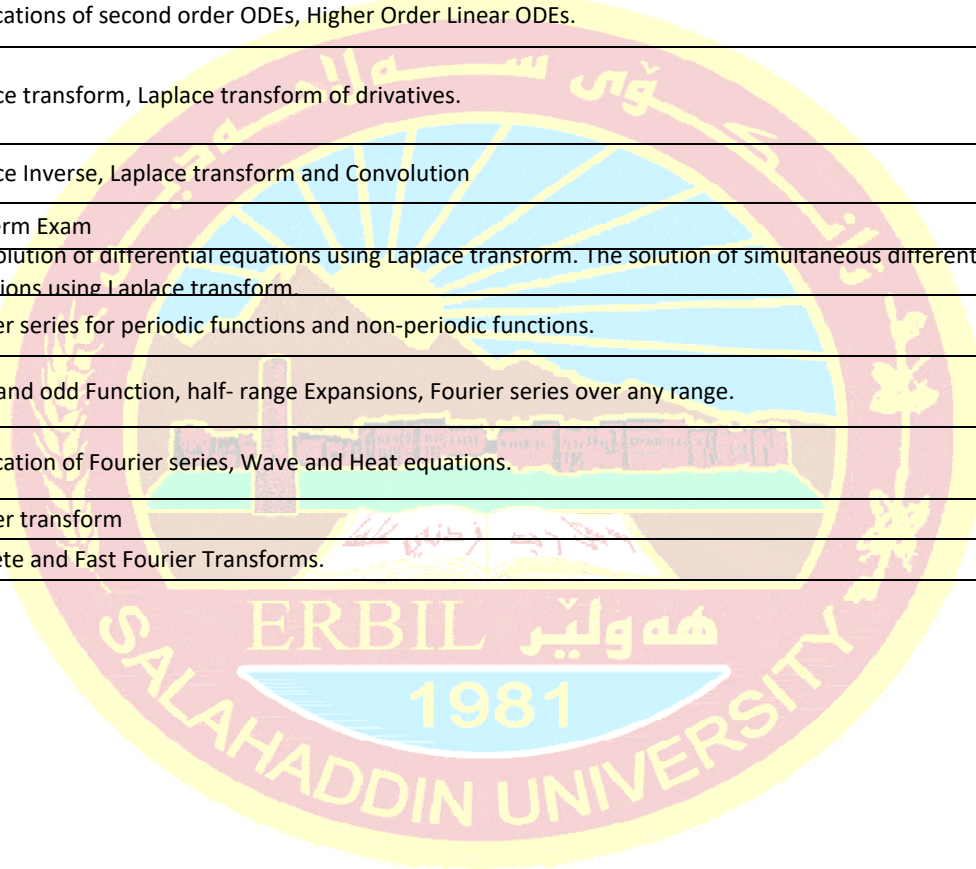 cations of second order ODEs, Higher Order Linear ODEs.
ce transform, Laplace transform of drivatives.
ce Inverse, Laplace transform and Convolution
erm Exam
olution of differential equations using Laplace transform. The solution of simultaneous different
ions using Laplace transform.
er series for periodic functions and non-periodic functions.
and odd Function, half- range Expansions, Fourier series over any range.
cation of Fourier series, Wave and Heat equations.
er transform
ete and Fast Fourier Transforms.
ERBIL هەولێر
1981
SALAHADDIN UNIVERSITY